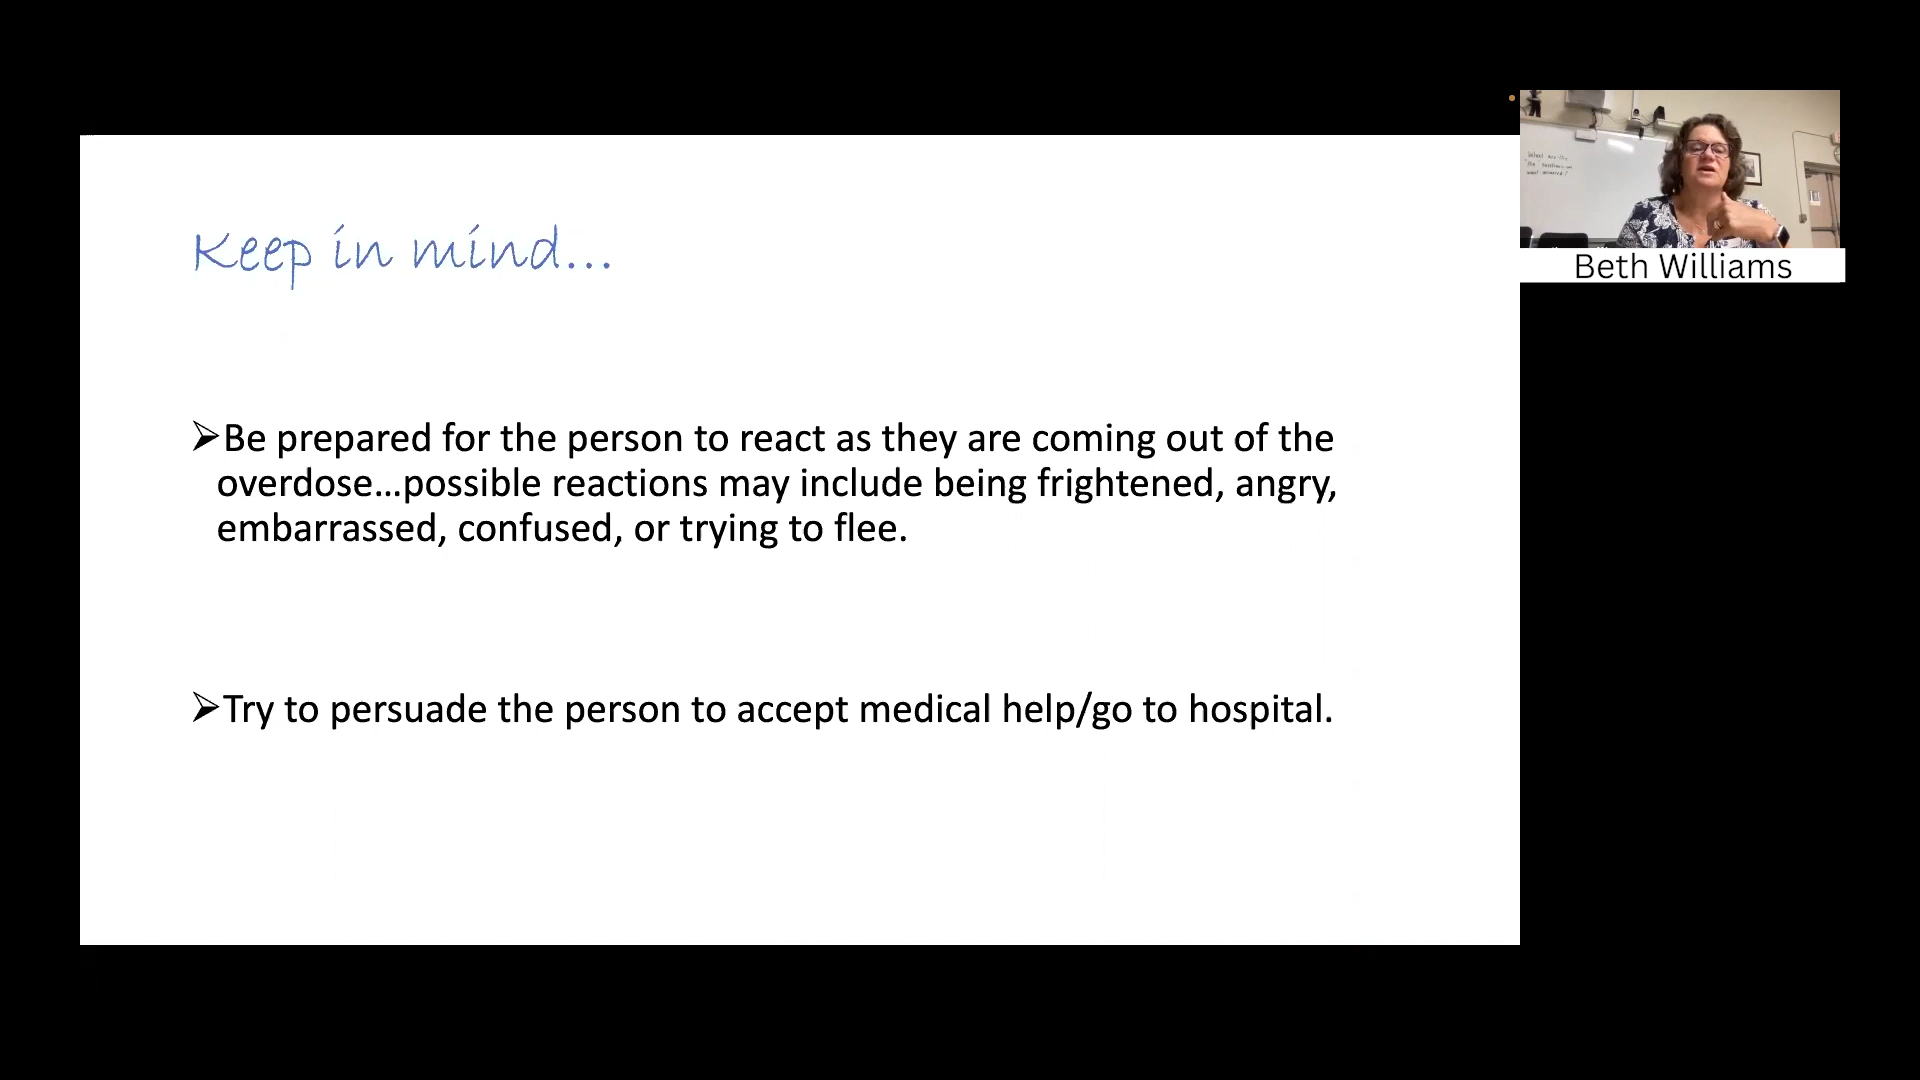 Keep in mind...
➢Be prepared for the person to react as they are coming out of the
overdose...possible reactions may include being frightened, angry,
embarrassed, confused, or trying to flee.
➢Try to persuade the person to accept medical help/go to hospital.
Beth Williams